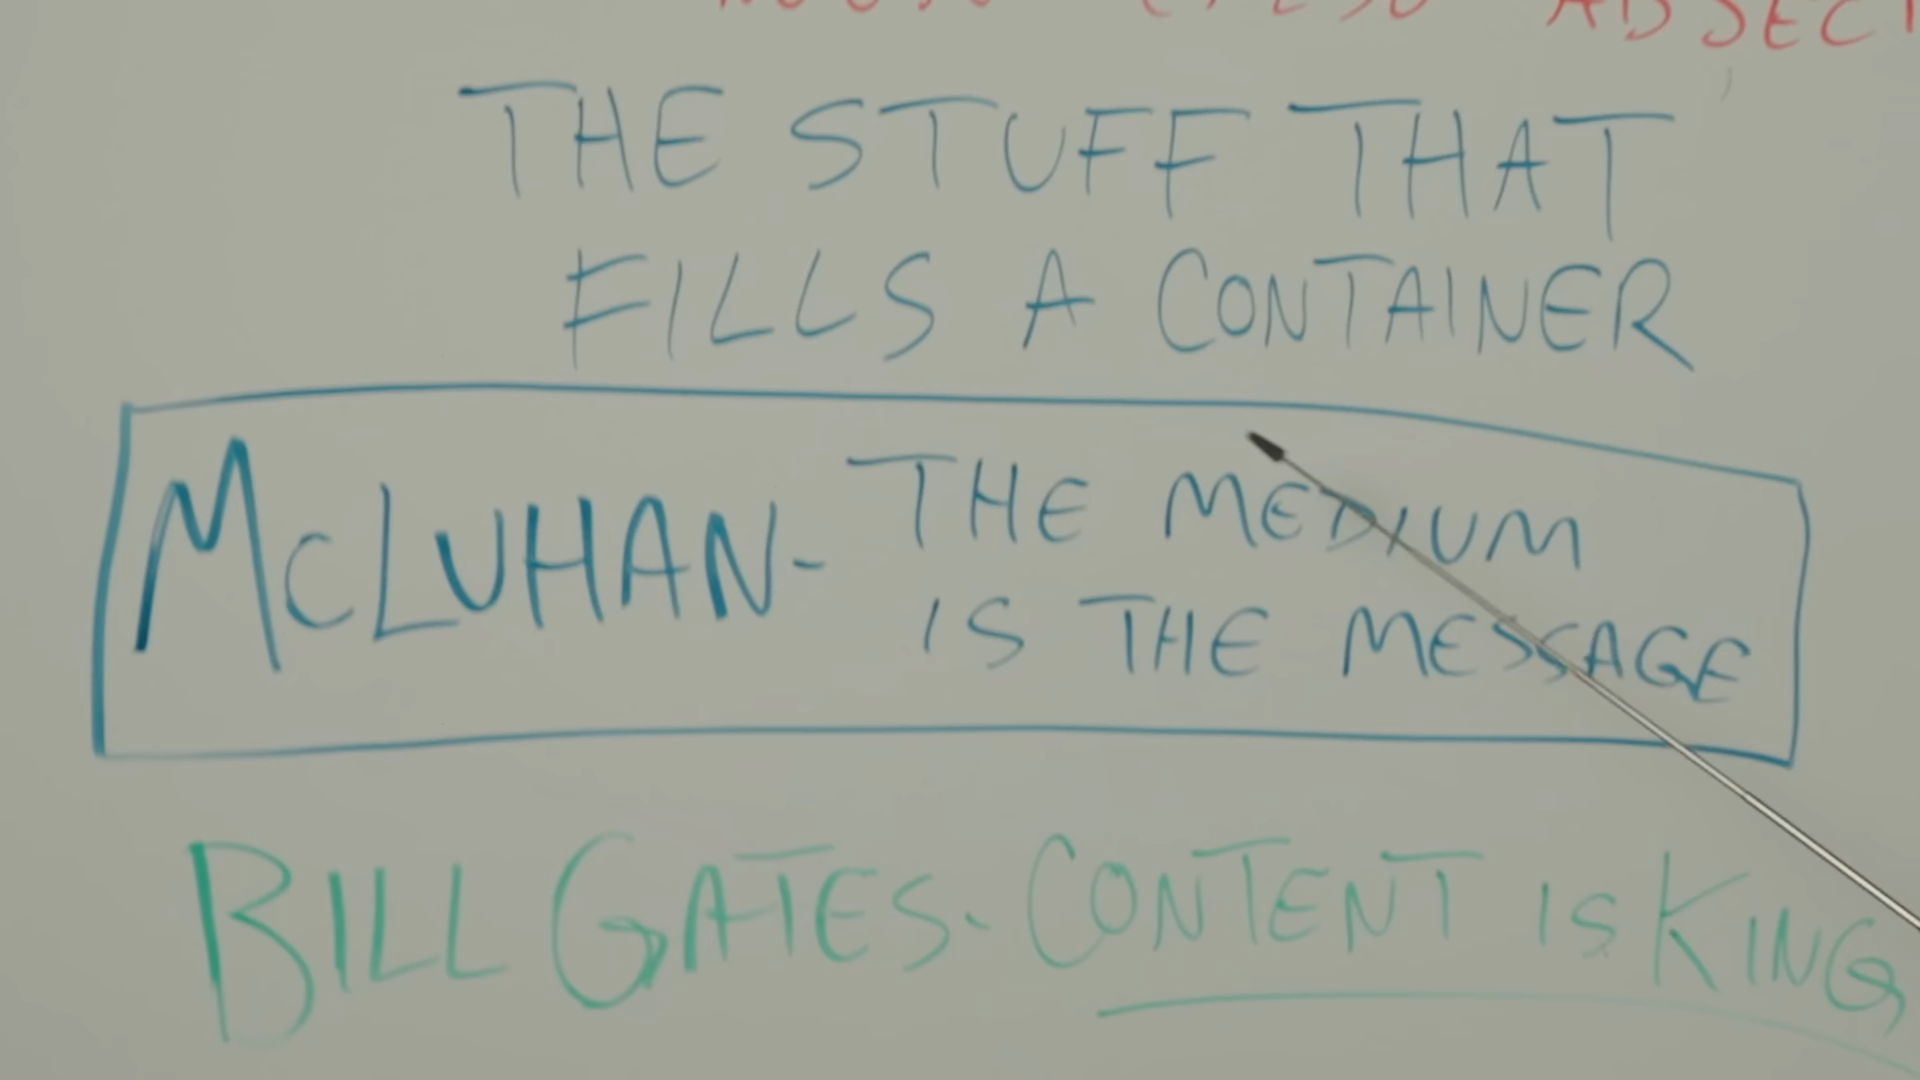 THE STUFF THAT
FILLS A CONTAINER
McLUHAN - THE MEDIUM
IS THE MESSAGE
BILL GATES - CONTENT IS KING